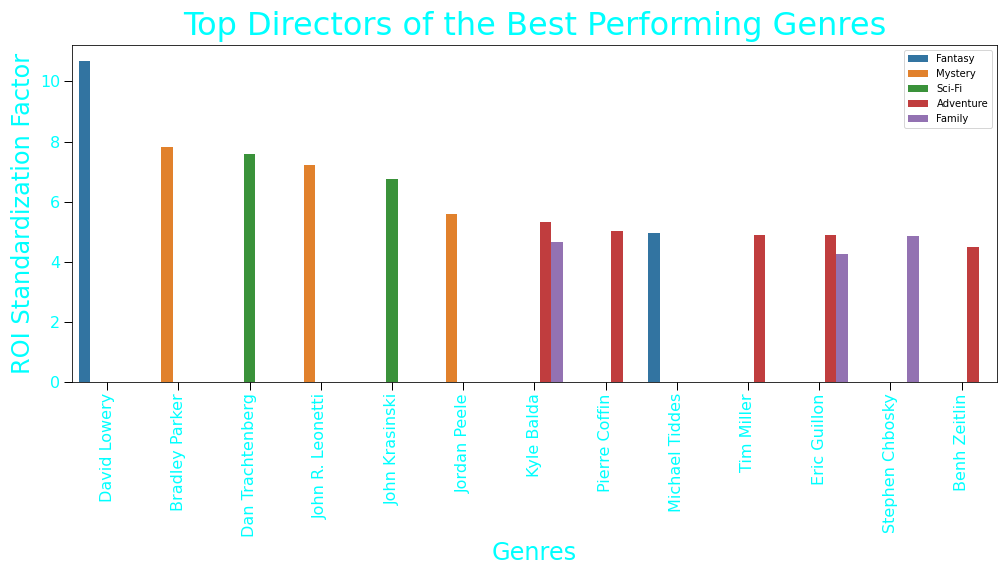 Top Directors of the Best Performing Genres
ROI Standardization Factor
10
8
6
4
2
0
Fantasy
Mystery
Sci-Fi
Adventure
Family
David Lowery
Bradley Parker
Dan Trachtenberg
John R. Leonetti
John Krasinski
Jordan Peele
Kyle Balda
Pierre Coffin
Michael Tiddes
Tim Miller
Eric Guillon
Stephen Chbosky
Benh Zeitlin
Genres